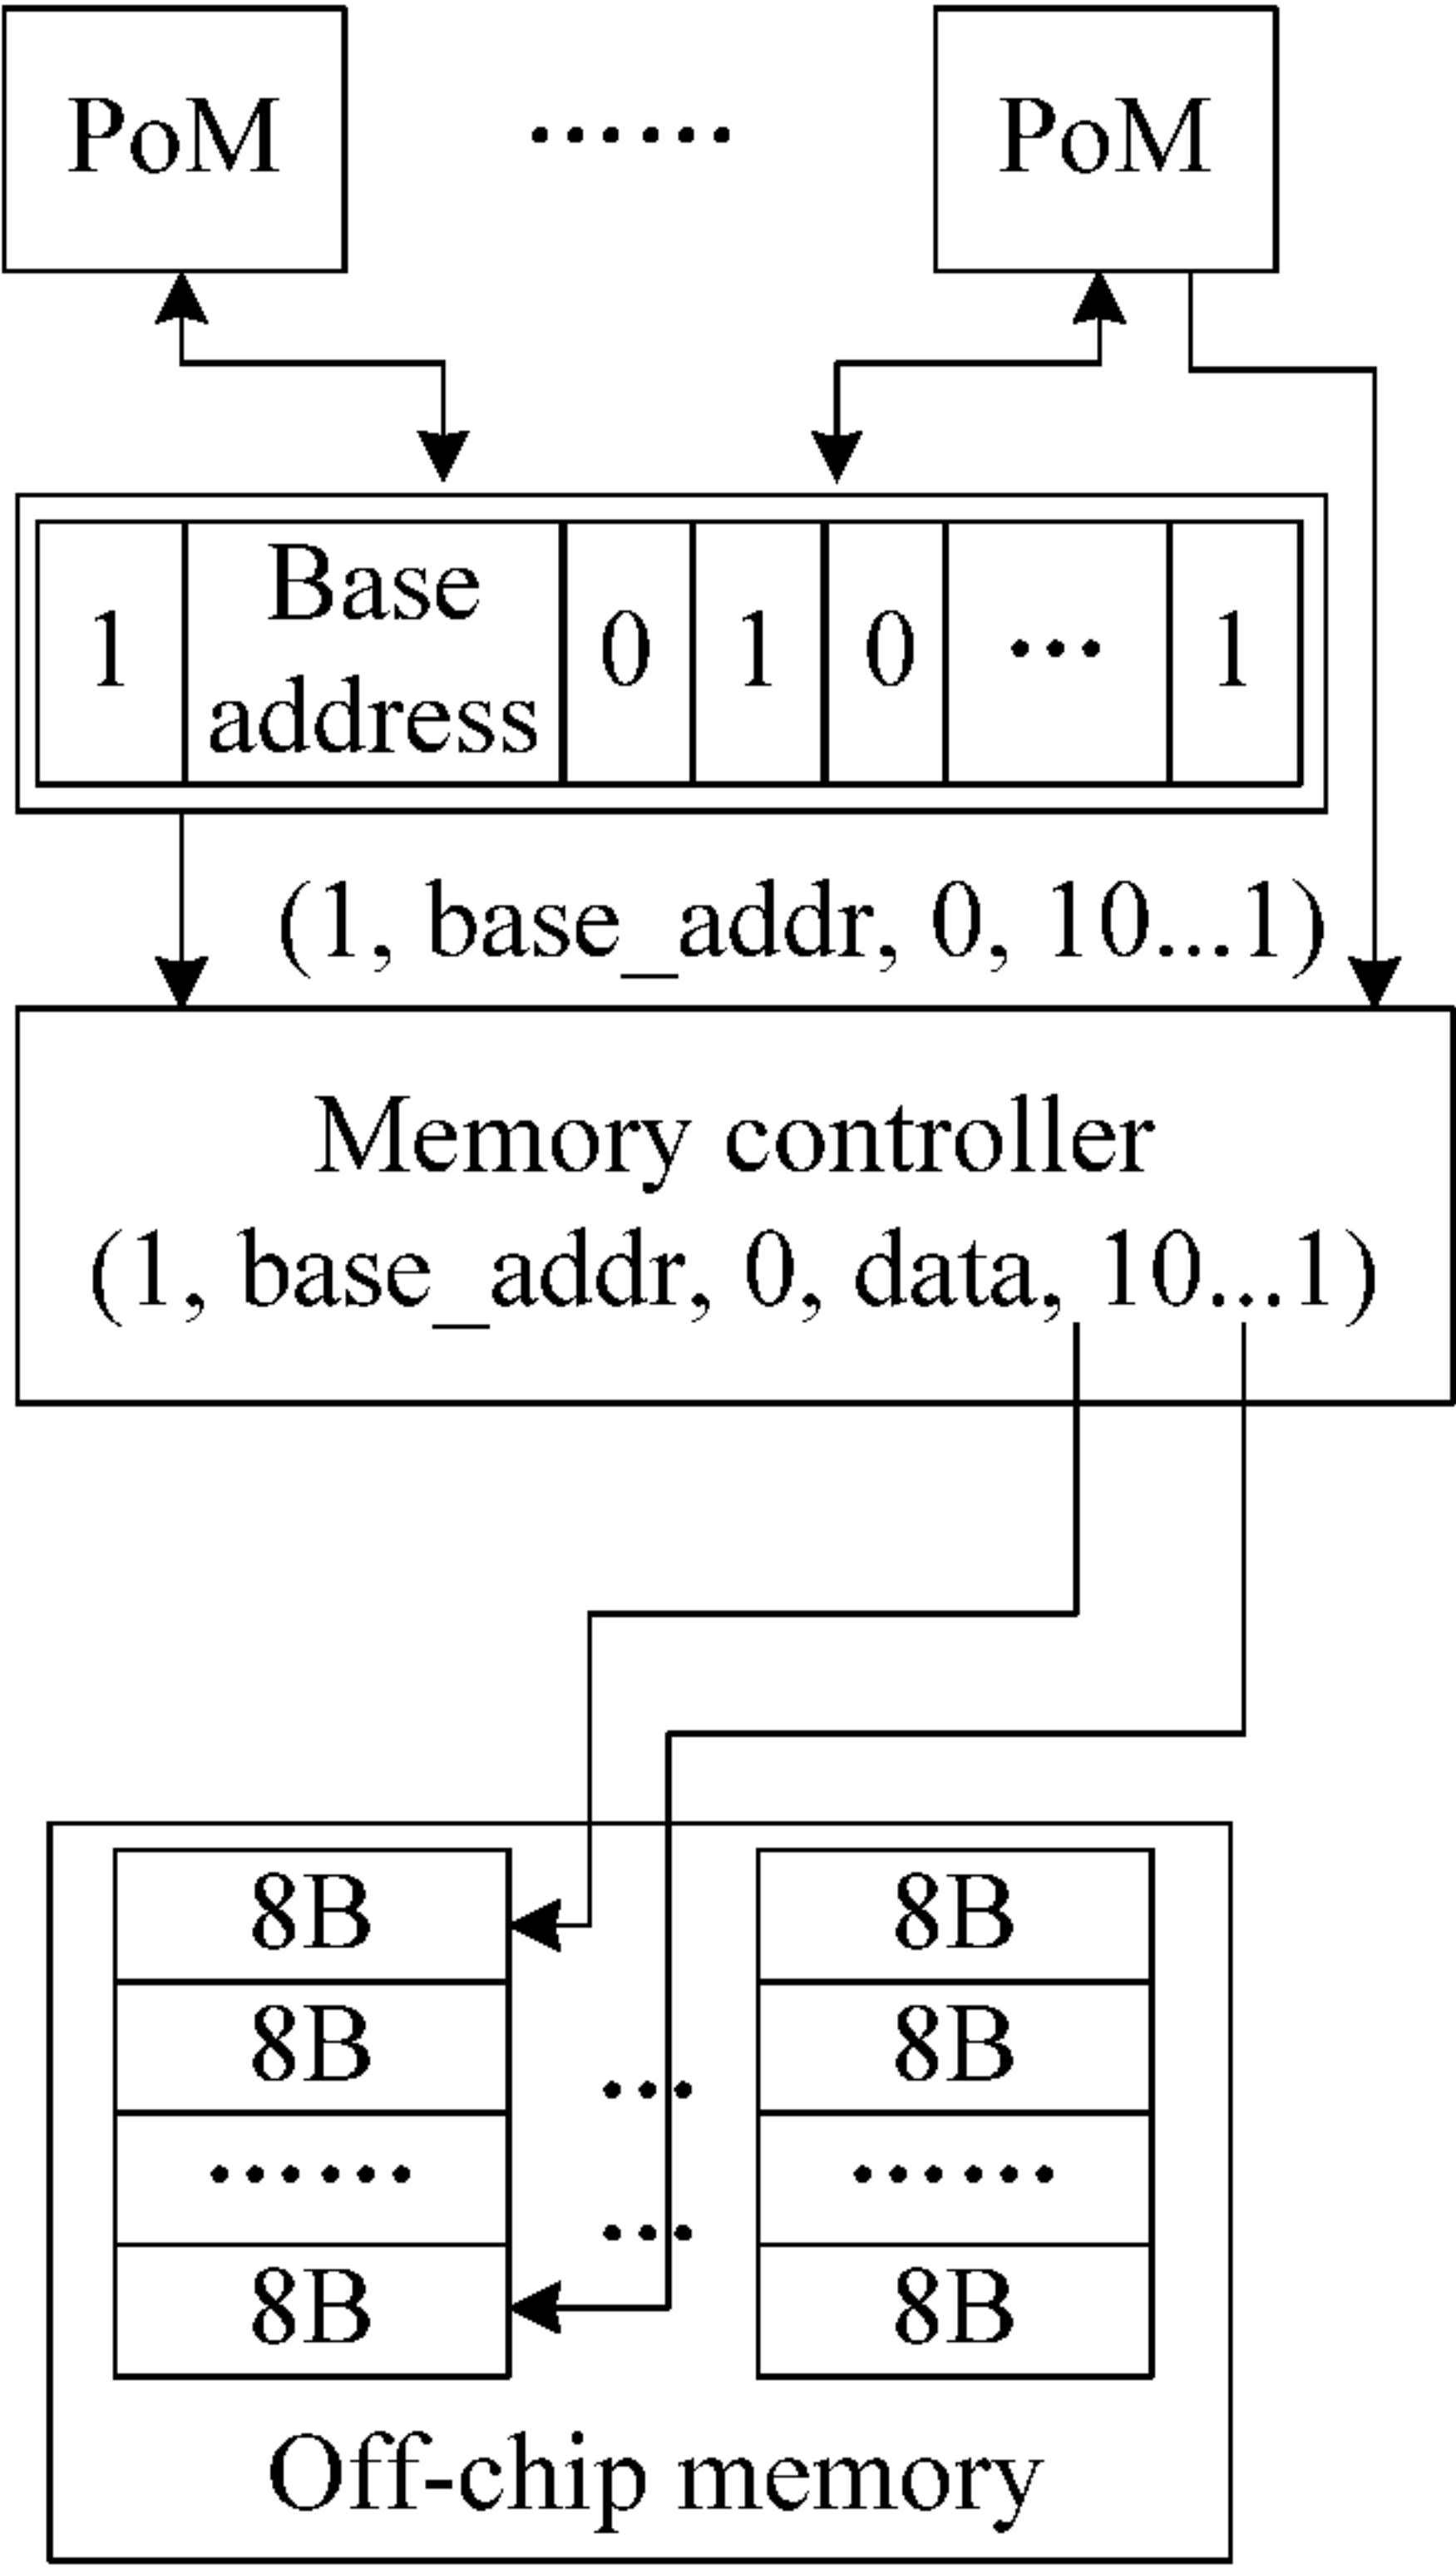 PoM ...... PoM
1 Base address 0 1 0 ... 1
(1, base_addr, 0, 10...1)
Memory controller
(1, base_addr, 0, data, 10...1)
8B 8B
8B 8B
...
...... ......
...
8B 8B
Off-chip memory